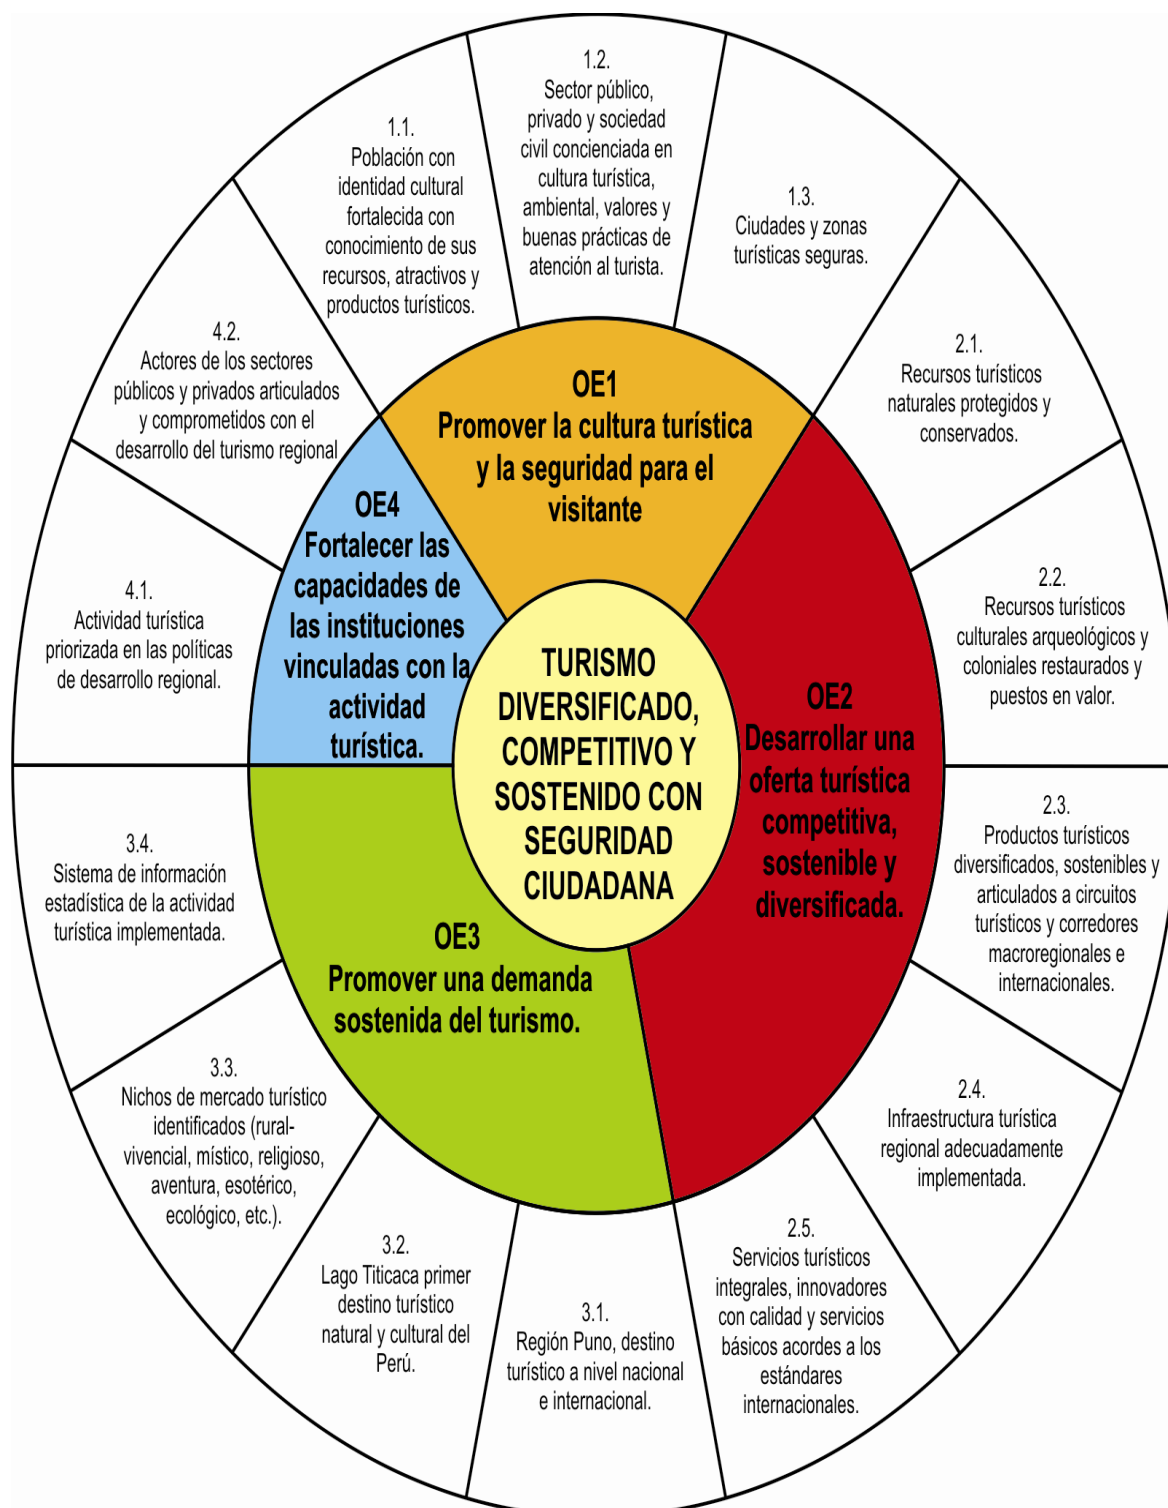 TURISMO
DIVERSIFICADO,
COMPETITIVO Y
SOSTENIDO CON
SEGURIDAD
CIUDADANA
OE1
Promover la cultura turística
y la seguridad para el
visitante
1.1.
Población con
identidad cultural
fortalecida con
conocimiento de sus
recursos, atractivos y
productos turísticos.
1.2.
Sector público,
privado y sociedad
civil concienciada en
cultura turística,
ambiental, valores y
buenas prácticas de
atención al turista.
1.3.
Ciudades y zonas
turísticas seguras.
OE2
Desarrollar una
oferta turística
competitiva,
sostenible y
diversificada.
2.1.
Recursos turísticos
naturales protegidos y
conservados.
2.2.
Recursos turísticos
culturales arqueológicos y
coloniales restaurados y
puestos en valor.
2.3.
Productos turísticos
diversificados, sostenibles y
articulados a circuitos
turísticos y corredores
macroregionales e
internacionales.
2.4.
Infraestructura turística
regional adecuadamente
implementada.
2.5.
Servicios turísticos
integrales, innovadores
con calidad y servicios
básicos acordes a los
estándares
internacionales.
OE3
Promover una demanda
sostenida del turismo.
3.1.
Región Puno, destino
turístico a nivel nacional
e internacional.
3.2.
Lago Titicaca primer
destino turístico
natural y cultural del
Perú.
3.3.
Nichos de mercado turístico
identificados (rural-
vivencial, místico, religioso,
aventura, esotérico,
ecológico, etc.).
3.4.
Sistema de información
estadística de la actividad
turística implementada.
OE4
Fortalecer las
capacidades de
las instituciones
vinculadas con la
actividad
turística.
4.1.
Actividad turística
priorizada en las políticas
de desarrollo regional.
4.2.
Actores de los sectores
públicos y privados articulados
y comprometidos con el
desarrollo del turismo regional